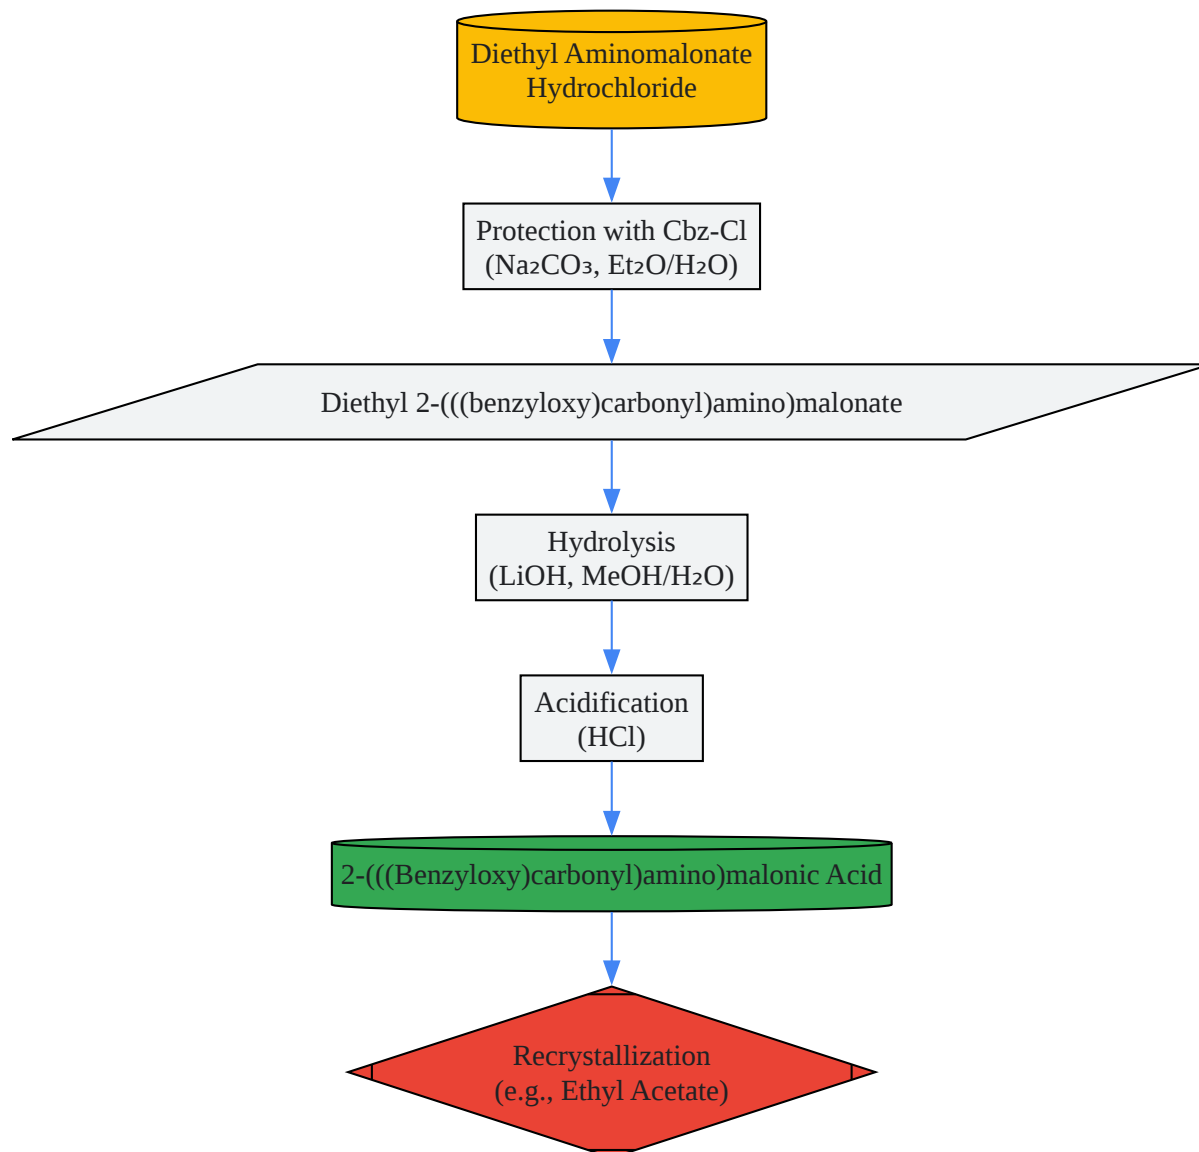 Diethyl Aminomalonate
Hydrochloride
Protection with Cbz-Cl
(Na₂CO₃, Et₂O/H₂O)
Diethyl 2-(((benzyloxy)carbonyl)amino)malonate
Hydrolysis
(LiOH, MeOH/H₂O)
Acidification
(HCl)
2-(((Benzyloxy)carbonyl)amino)malonic Acid
Recrystallization
(e.g., Ethyl Acetate)